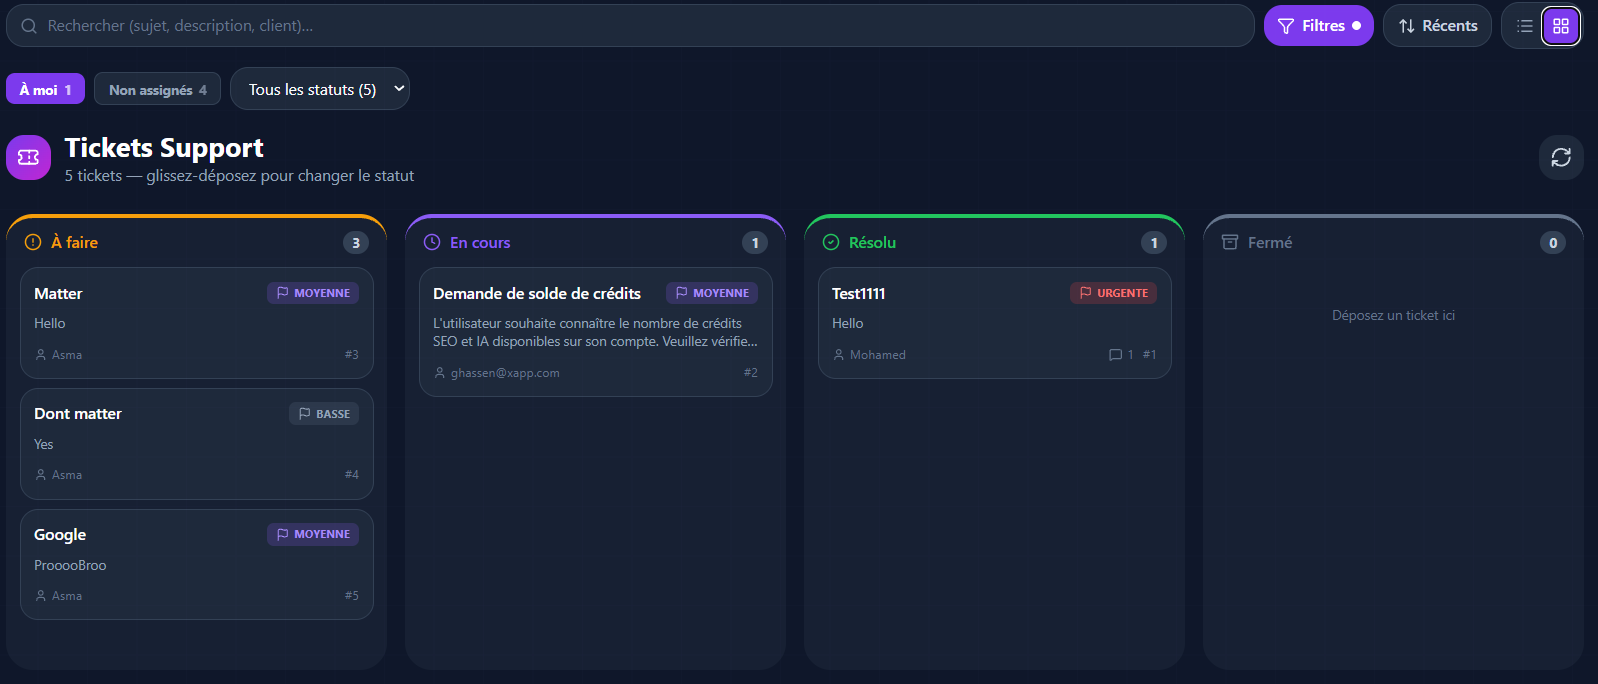 Rechercher (sujet, description, client)...
Filtres
Récents
À moi 1
Non assignés 4
Tous les statuts (5)
Tickets Support
5 tickets — glissez-déposez pour changer le statut
À faire
3
Matter
MOYENNE
Hello
Asma
#3
Dont matter
BASSE
Yes
Asma
#4
Google
MOYENNE
ProoooBroo
Asma
#5
En cours
1
Demande de solde de crédits
MOYENNE
L'utilisateur souhaite connaître le nombre de crédits
SEO et IA disponibles sur son compte. Veuillez vérifie...
ghassen@xapp.com
#2
Résolu
1
Test1111
URGENTE
Hello
Mohamed
1
#1
Fermé
0
Déposez un ticket ici